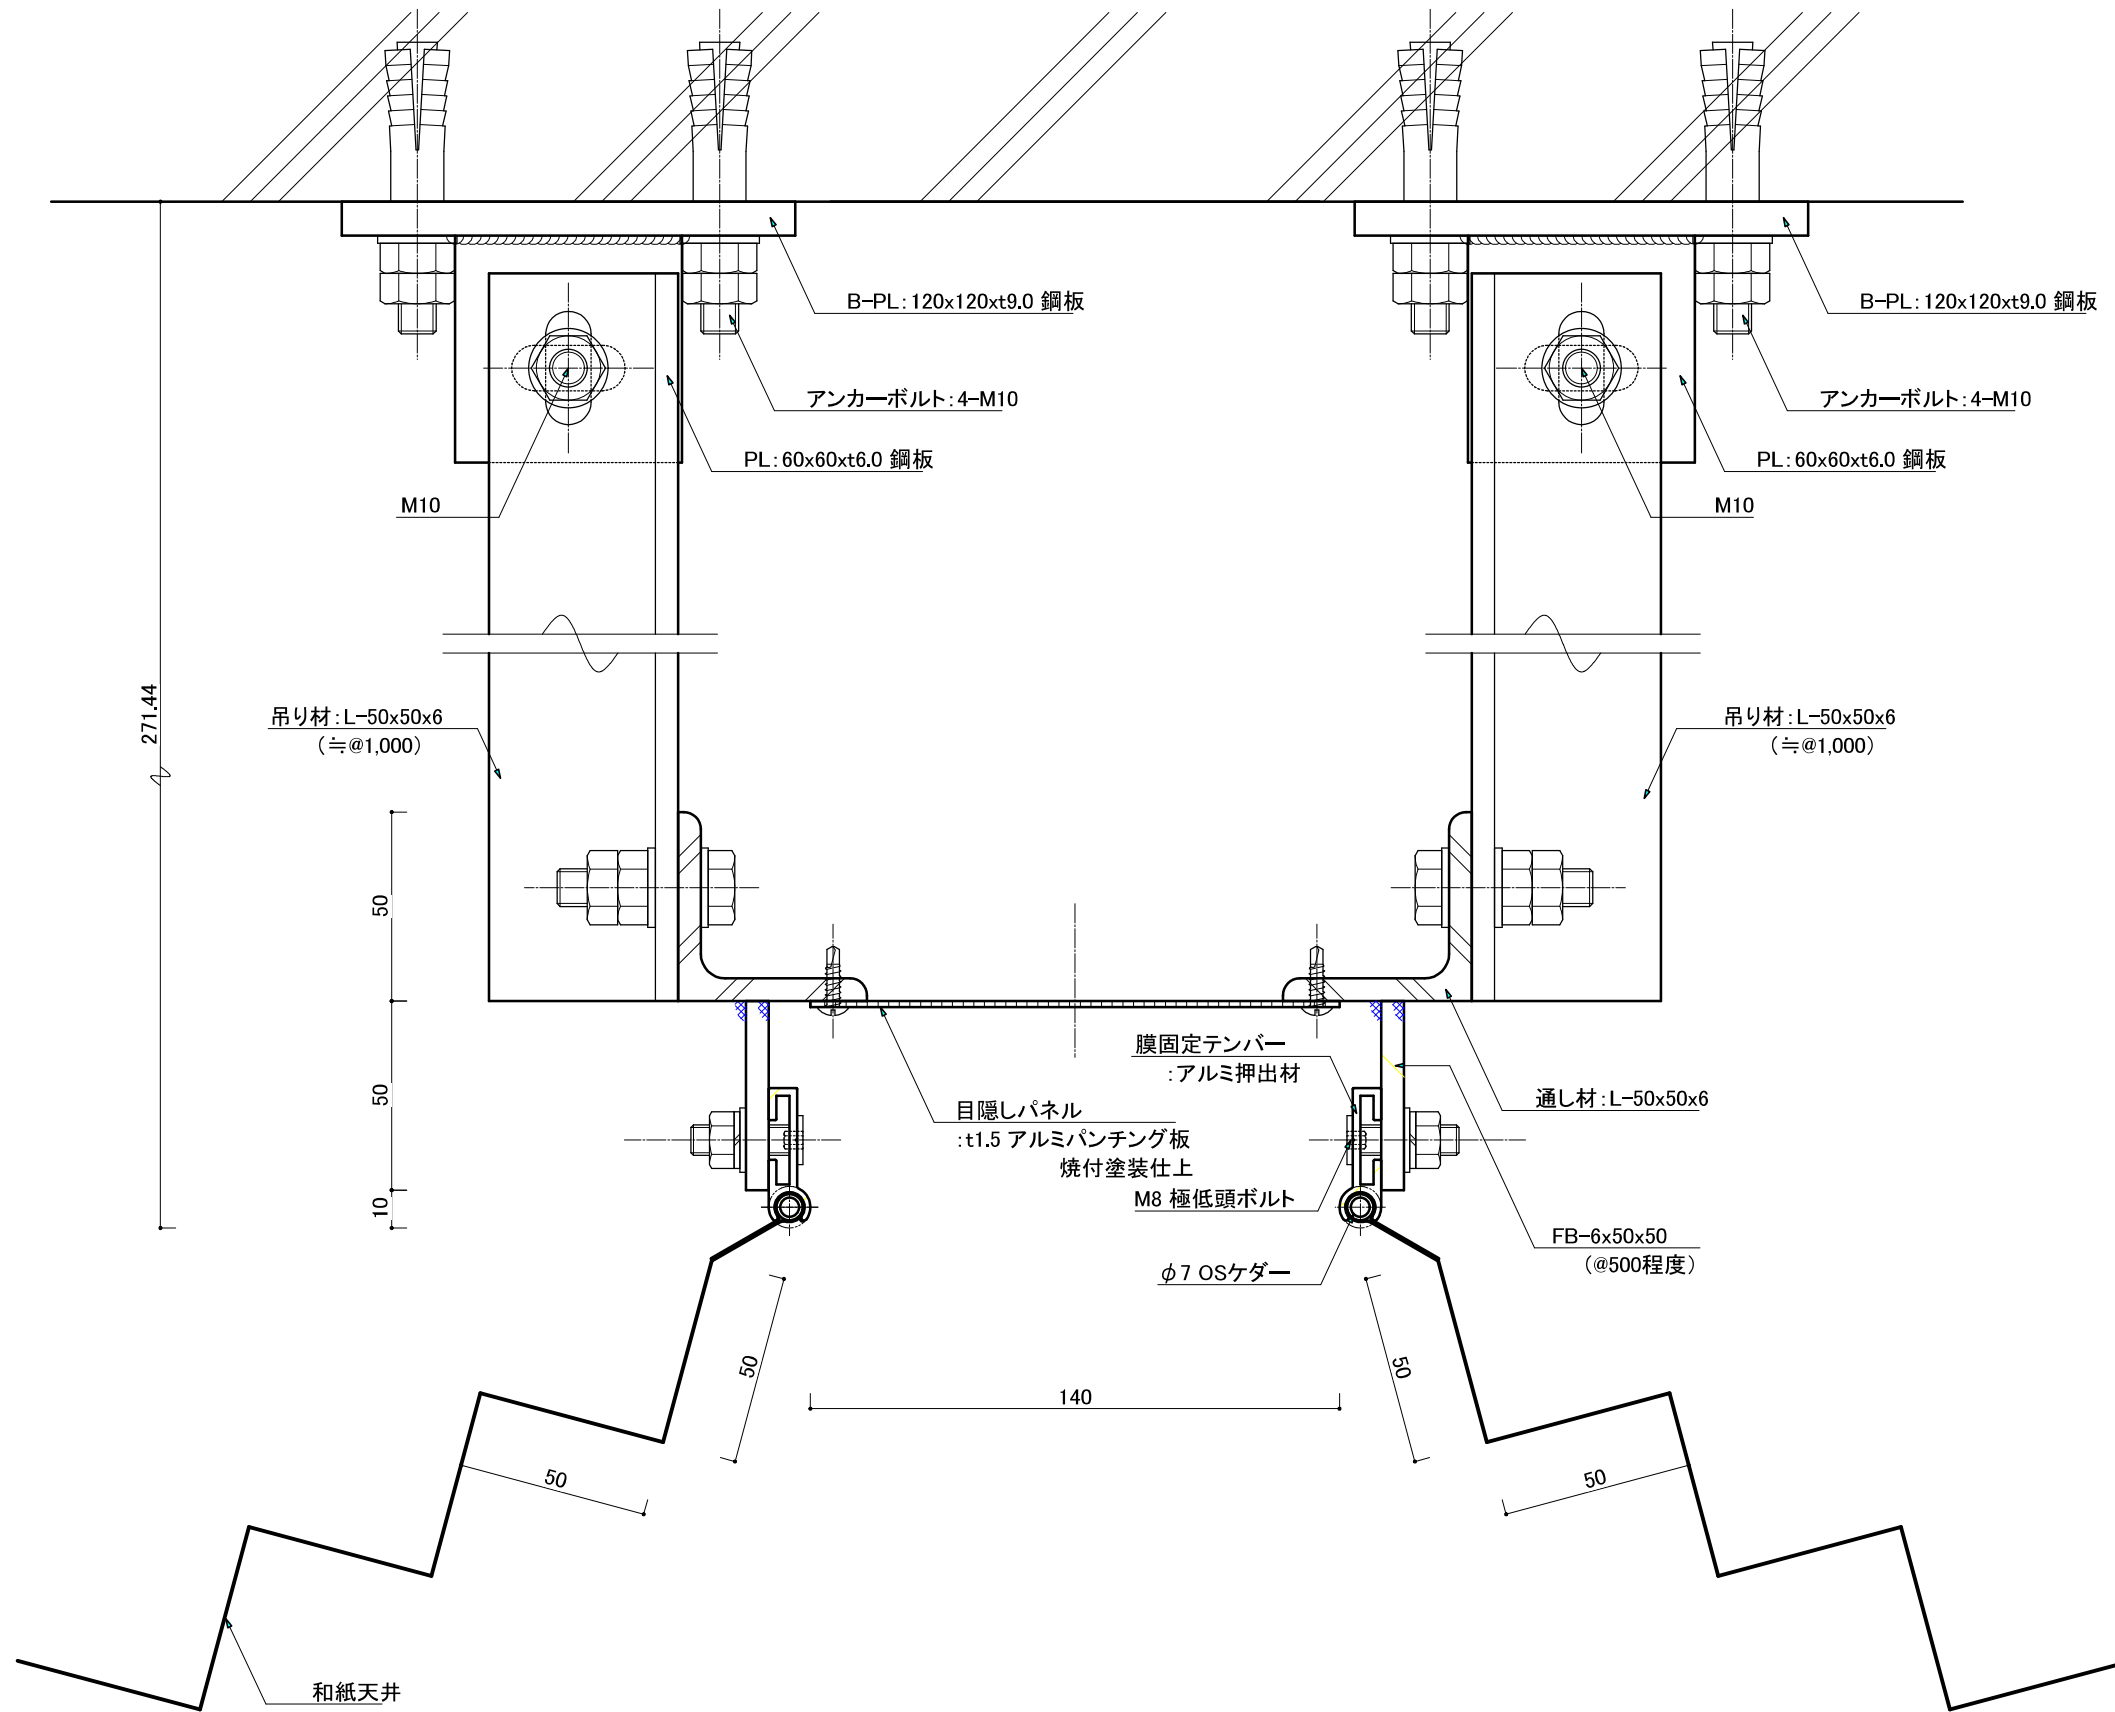 B-PL:120x120xt9.0 鋼板
B-PL:120x120xt9.0 鋼板
アンカーボルト:4-M10
アンカーボルト:4-M10
PL:60x60xt6.0 鋼板
PL:60x60xt6.0 鋼板
M10
M10
271.44
吊り材:L-50x50x6
(≒@1,000)
吊り材:L-50x50x6
(≒@1,000)
50
50
10
膜固定テンバー
:アルミ押出材
目隠しパネル
:t1.5 アルミパンチング板
焼付塗装仕上
通し材:L-50x50x6
M8 極低頭ボルト
FB-6x50x50
(@500程度)
φ7 OSケダー
50
50
140
50
50
和紙天井